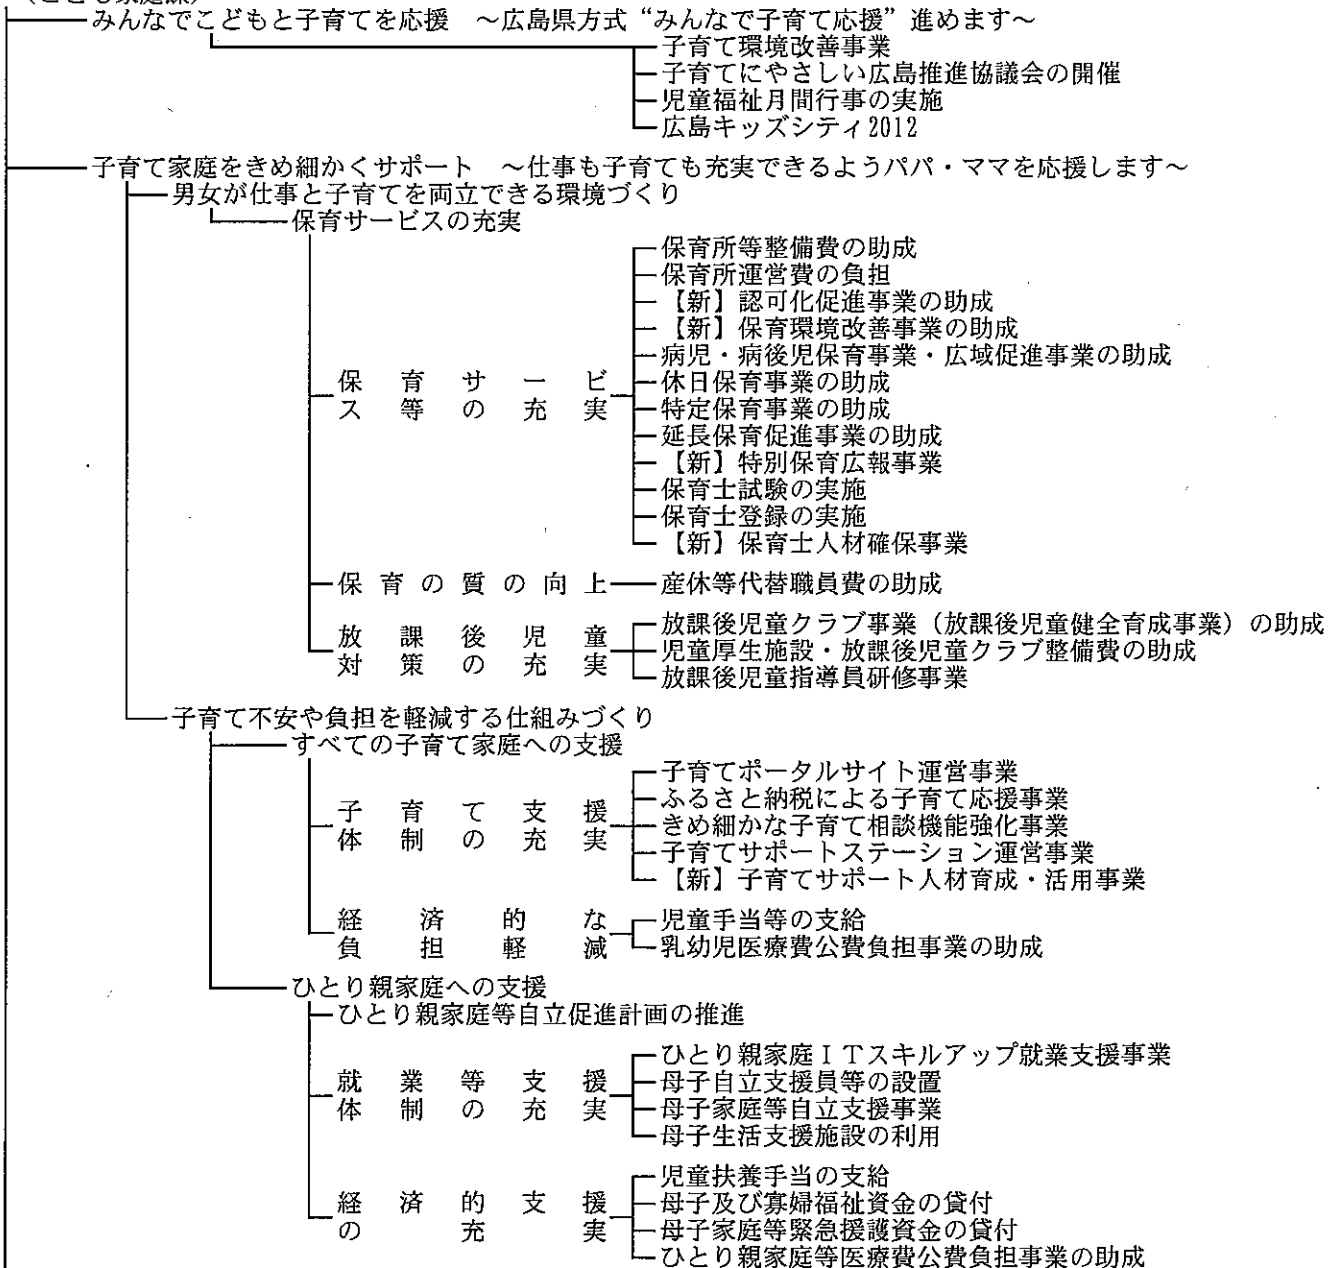 （こども家庭課）
みんなでこどもと子育てを応援　～広島県方式“みんなで子育て応援”進めます～
子育て環境改善事業
子育てにやさしい広島推進協議会の開催
児童福祉月間行事の実施
広島キッズシティ2012
子育て家庭をきめ細かくサポート　～仕事も子育ても充実できるようパパ・ママを応援します～
男女が仕事と子育てを両立できる環境づくり
保育サービスの充実
保育サービ
ス等の充実
保育所等整備費の助成
保育所運営費の負担
【新】認可化促進事業の助成
【新】保育環境改善事業の助成
病児・病後児保育事業・広域促進事業の助成
休日保育事業の助成
特定保育事業の助成
延長保育促進事業の助成
【新】特別保育広報事業
保育士試験の実施
保育士登録の実施
【新】保育士人材確保事業
保育の質の向上
産休等代替職員費の助成
放課後児童
対策の充実
放課後児童クラブ事業（放課後児童健全育成事業）の助成
児童厚生施設・放課後児童クラブ整備費の助成
放課後児童指導員研修事業
子育て不安や負担を軽減する仕組みづくり
すべての子育て家庭への支援
子育て支援
体制の充実
子育てポータルサイト運営事業
ふるさと納税による子育て応援事業
きめ細かな子育て相談機能強化事業
子育てサポートステーション運営事業
【新】子育てサポート人材育成・活用事業
経済的な
負担軽減
児童手当等の支給
乳幼児医療費公費負担事業の助成
ひとり親家庭への支援
ひとり親家庭等自立促進計画の推進
就業等支援
体制の充実
ひとり親家庭ＩＴスキルアップ就業支援事業
母子自立支援員等の設置
母子家庭等自立支援事業
母子生活支援施設の利用
経済的支援
の充実
児童扶養手当の支給
母子及び寡婦福祉資金の貸付
母子家庭等緊急援護資金の貸付
ひとり親家庭等医療費公費負担事業の助成